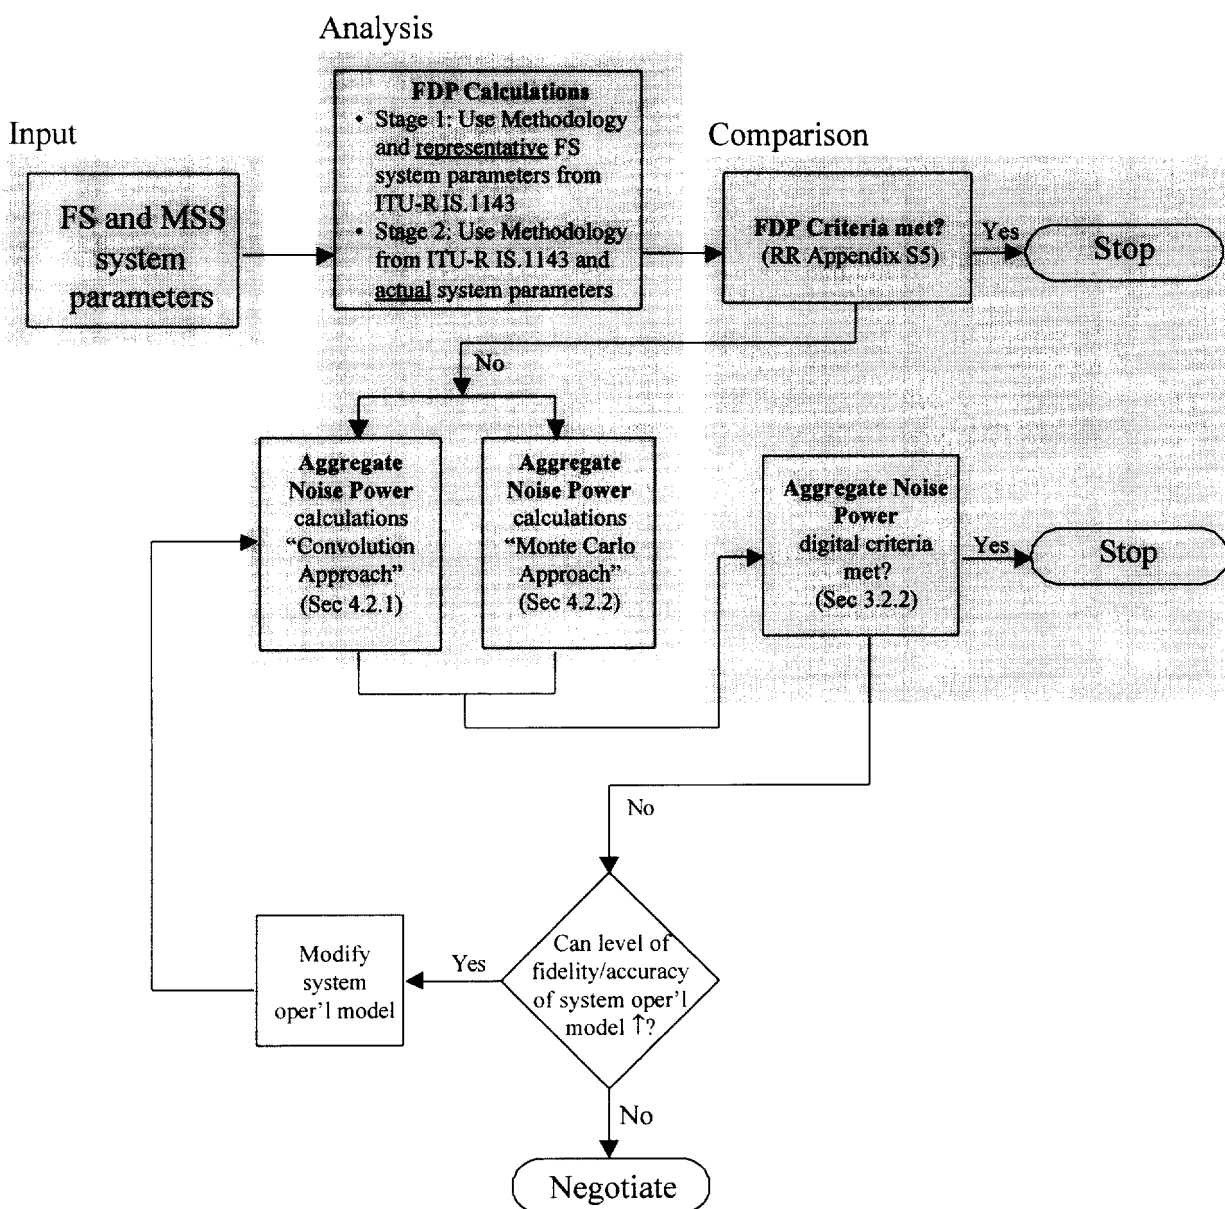 Analysis
Input
Comparison
FS and MSS
system
parameters
FDP Calculations
• Stage 1: Use Methodology
and representative FS
system parameters from
ITU-R IS.1143
• Stage 2: Use Methodology
from ITU-R IS.1143 and
actual system parameters
FDP Criteria met?
(RR Appendix S5)
Yes
Stop
No
Aggregate
Noise Power
calculations
“Convolution
Approach”
(Sec 4.2.1)
Aggregate
Noise Power
calculations
“Monte Carlo
Approach”
(Sec 4.2.2)
Aggregate Noise
Power
digital criteria
met?
(Sec 3.2.2)
Yes
Stop
No
Can level of
fidelity/accuracy
of system oper’l
model ↑?
Yes
Modify
system
oper’l model
No
Negotiate